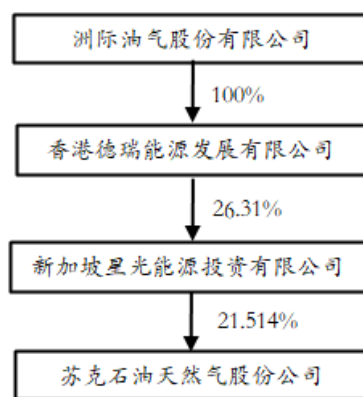 洲际油气股份有限公司
100%
香港德瑞能源发展有限公司
26.31%
新加坡星光能源投资有限公司
21.514%
苏克石油天然气股份公司